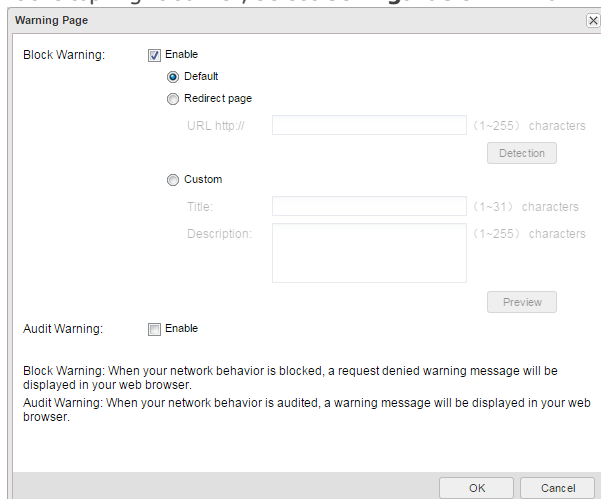 Warning Page
Block Warning: Enable
Default
Redirect page
URL http:// (1~255) characters
Detection
Custom
Title: (1~31) characters
Description: (1~255) characters
Preview
Audit Warning: Enable
Block Warning: When your network behavior is blocked, a request denied warning message will be
displayed in your web browser.
Audit Warning: When your network behavior is audited, a warning message will be displayed in your web
browser.
OK Cancel